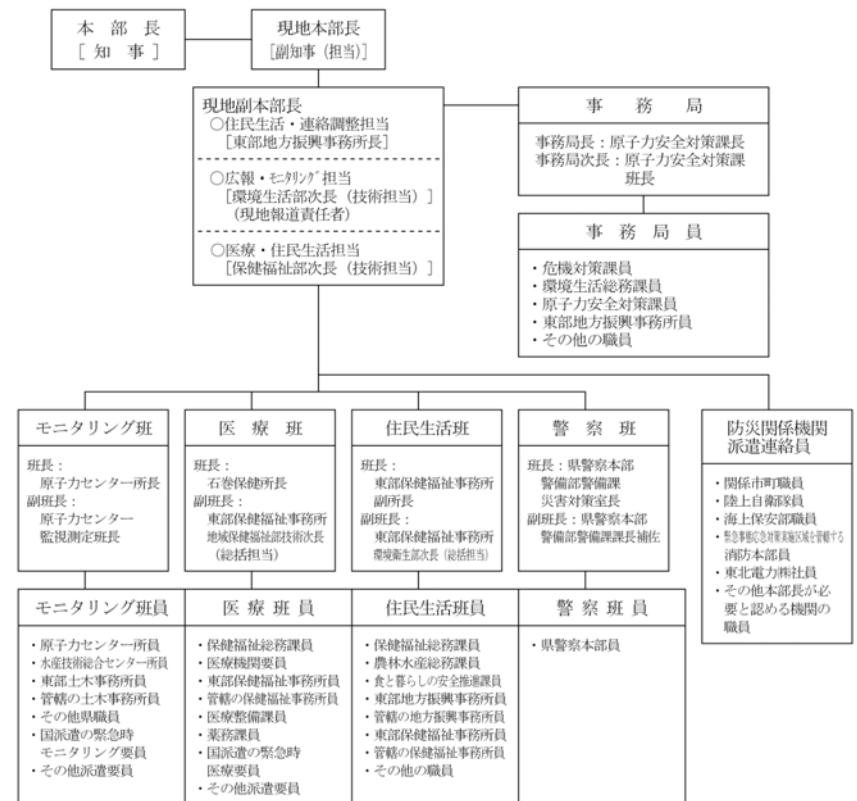 本部長
[知事]
現地本部長
[副知事（担当）]
現地副本部長
○住民生活・連絡調整担当
[東部地方振興事務所長]
○広報・モニタリング担当
[環境生活部次長（技術担当）]
（現地報道責任者）
○医療・住民生活担当
[保健福祉部次長（技術担当）]
事務局
事務局長：原子力安全対策課長
事務局次長：原子力安全対策課
班長
事務局員
・危機対策課員
・環境生活総務課員
・原子力安全対策課員
・東部地方振興事務所員
・その他の職員
モニタリング班
班長：
原子力センター所長
副班長：
原子力センター
監視測定班長
医療班
班長：
石巻保健所長
副班長：
東部保健福祉事務所
地域保健福祉部技術次長
（総括担当）
住民生活班
班長：
東部保健福祉事務所
副所長
副班長：
東部保健福祉事務所
環境衛生部次長（総括担当）
警察班
班長：県警察本部
警備部警備課
災害対策室長
副班長：県警察本部
警備部警備課課長補佐
防災関係機関
派遣連絡員
・関係市町職員
・陸上自衛隊員
・海上保安部職員
・緊急事態応急対策実施区域を管轄する
消防本部員
・東北電力㈱社員
・その他本部長が必
要と認める機関の
職員
モニタリング班員
・原子力センター所員
・水産技術総合センター所員
・東部土木事務所員
・管轄の土木事務所員
・その他県職員
・国派遣の緊急時
モニタリング要員
・その他派遣要員
医療班員
・保健福祉総務課員
・医療機関要員
・東部保健福祉事務所員
・管轄の保健福祉事務所員
・医療整備課員
・薬務課員
・国派遣の緊急時
医療要員
・その他派遣要員
住民生活班員
・保健福祉総務課員
・農林水産総務課員
・食と暮らしの安全推進課員
・東部地方振興事務所員
・管轄の地方振興事務所員
・東部保健福祉事務所員
・管轄の保健福祉事務所員
・その他の職員
警察班員
・県警察本部員